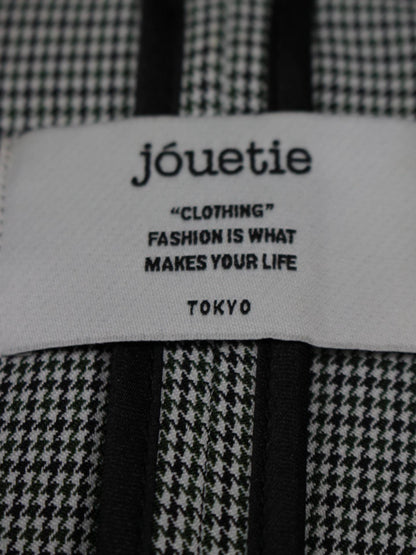 jóuetie
“CLOTHING”
FASHION IS WHAT
MAKES YOUR LIFE
TOKYO